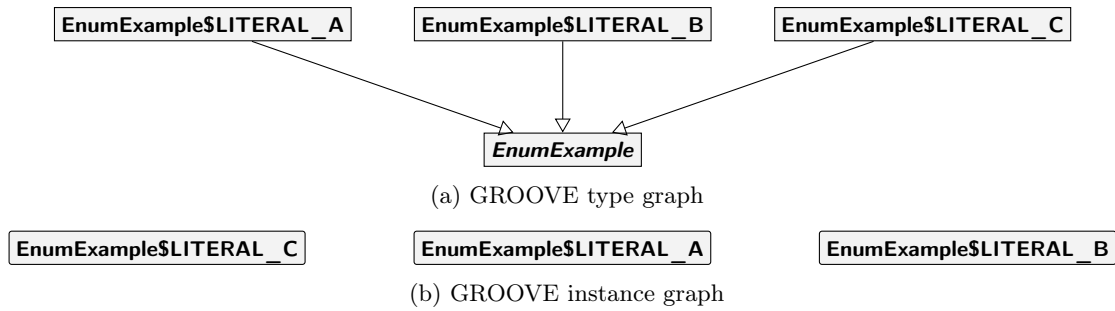 EnumExample$LITERAL_A EnumExample$LITERAL_B EnumExample$LITERAL_C
EnumExample
(a) GROOVE type graph
EnumExample$LITERAL_C EnumExample$LITERAL_A EnumExample$LITERAL_B
(b) GROOVE instance graph